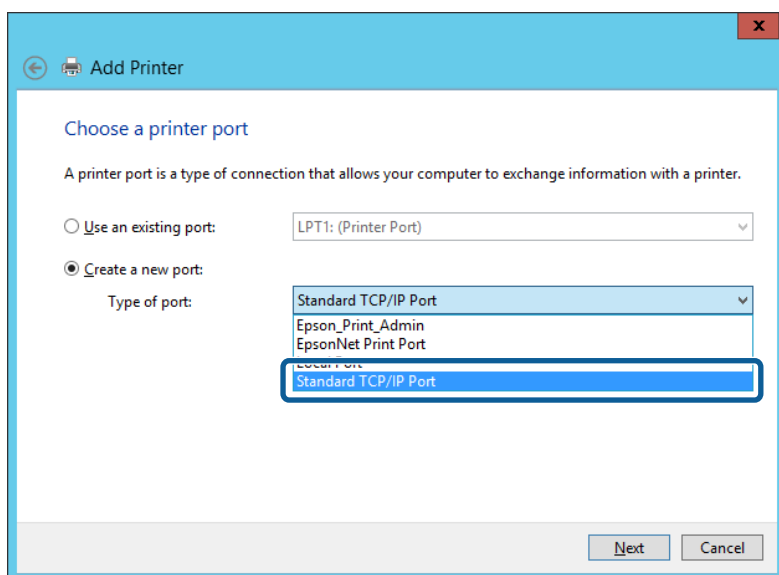 x
Add Printer
Choose a printer port
A printer port is a type of connection that allows your computer to exchange information with a printer.
Use an existing port: LPT1: (Printer Port)
Create a new port:
Type of port: Standard TCP/IP Port
Epson_Print_Admin
EpsonNet Print Port
Local Port
Standard TCP/IP Port
Next Cancel